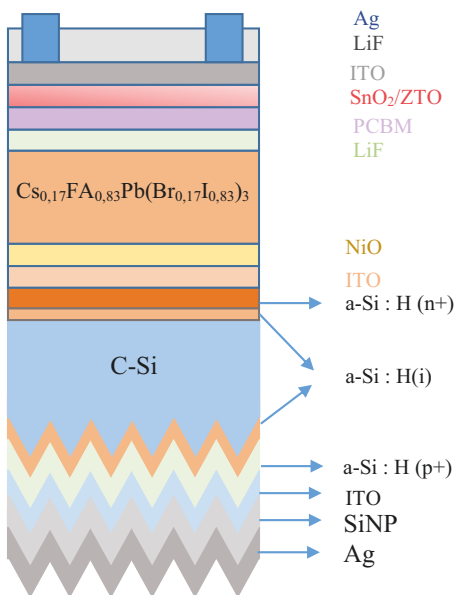 Ag
LiF
ITO
SnO₂/ZTO
PCBM
LiF
Cs₀,₁₇FA₀,₈₃Pb(Br₀,₁₇I₀,₈₃)₃
NiO
ITO
a-Si : H (n+)
C-Si
a-Si : H(i)
a-Si : H (p+)
ITO
SiNP
Ag